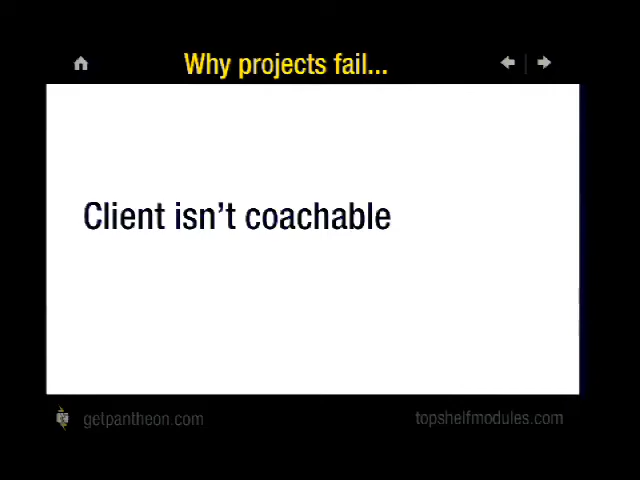 Why projects fail...
Client isn't coachable
getpantheon.com
topshelfmodules.com